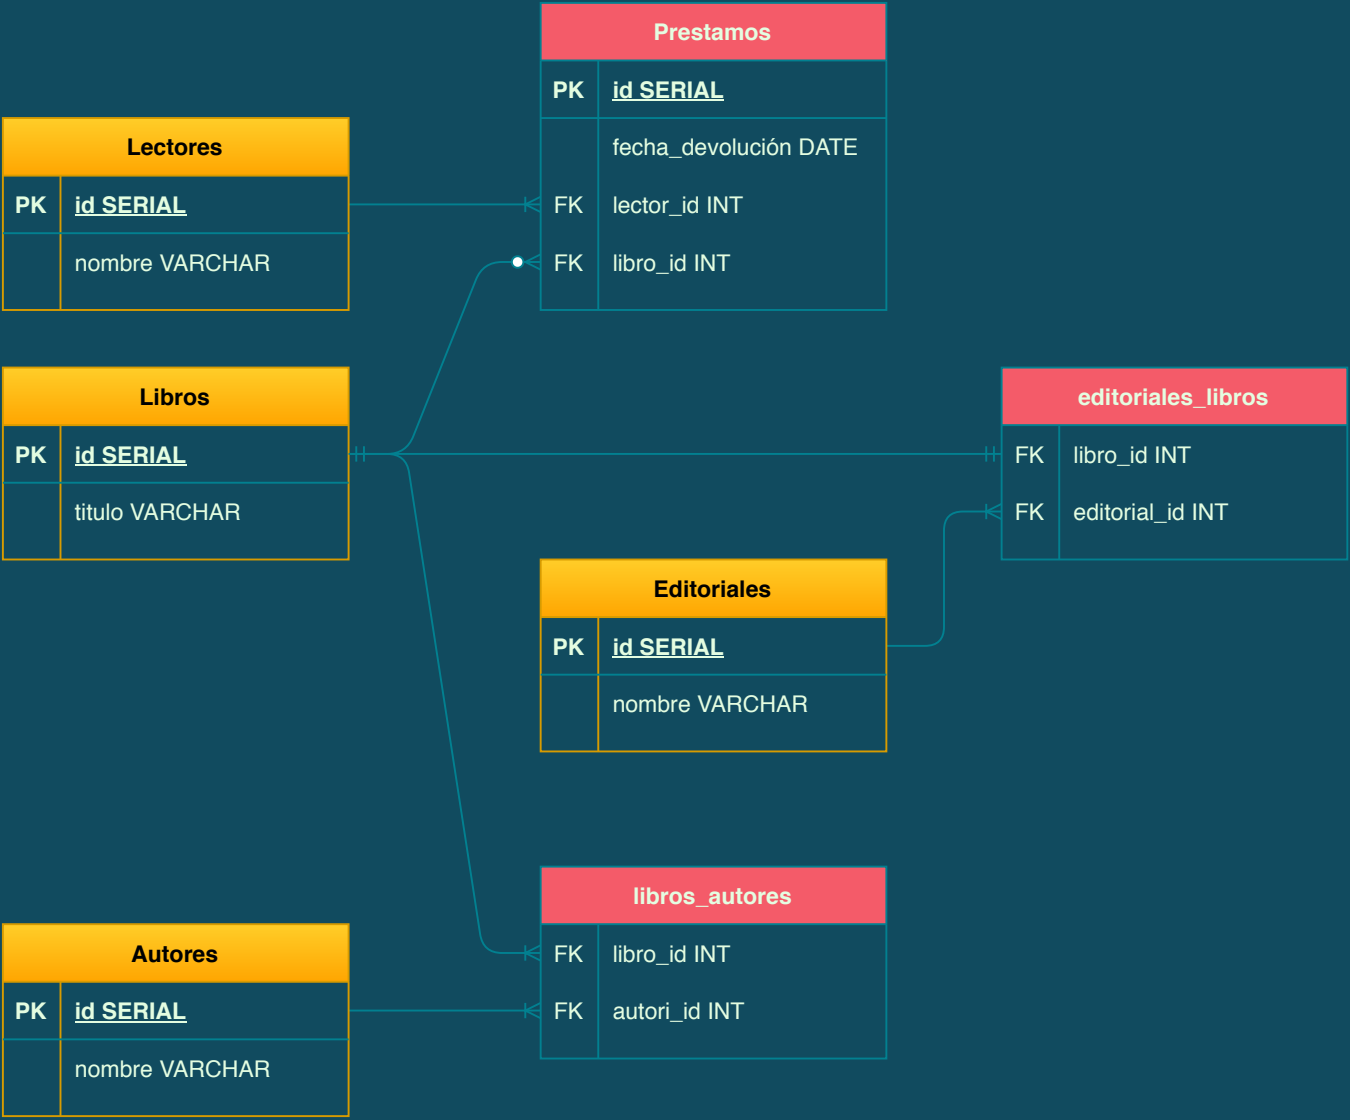 Prestamos
PK id SERIAL
fecha_devolución DATE
FK lector_id INT
FK libro_id INT
Lectores
PK id SERIAL
nombre VARCHAR
Libros
PK id SERIAL
titulo VARCHAR
editoriales_libros
FK libro_id INT
FK editorial_id INT
Editoriales
PK id SERIAL
nombre VARCHAR
libros_autores
FK libro_id INT
FK autori_id INT
Autores
PK id SERIAL
nombre VARCHAR